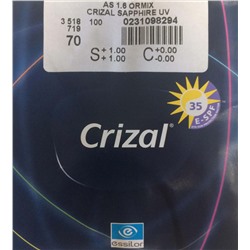 AS 1.6 ORMIX
CRIZAL SAPPHIRE UV
3 518 100 0231098294
719
70
S +1.00 C +0.00
+1.00 -0.00
35
E-SPF
Crizal®
essilor